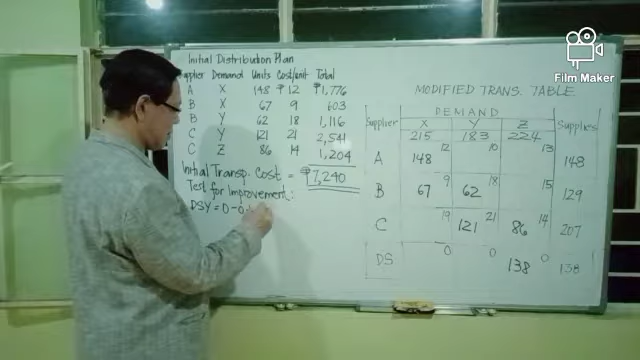 Film Maker
Initial Distribution Plan
Supplier Demand Units Cost/unit Total
A X 148 ₱12 ₱1,776
B X 67 9 603
B Y 62 18 1,116
C Y 121 21 2,541
C Z 86 14 1,204
Initial Transp. Cost = ₱7,240
Test for Improvement:
DSY = 0-0+
MODIFIED TRANS. TABLE
Supplier DEMAND Supplies
X Y Z
215 183 224
12 10 13
A 148 148
9 18 15
B 67 62 129
19 21 14
C 121 86 207
0 0 0
DS 138 138